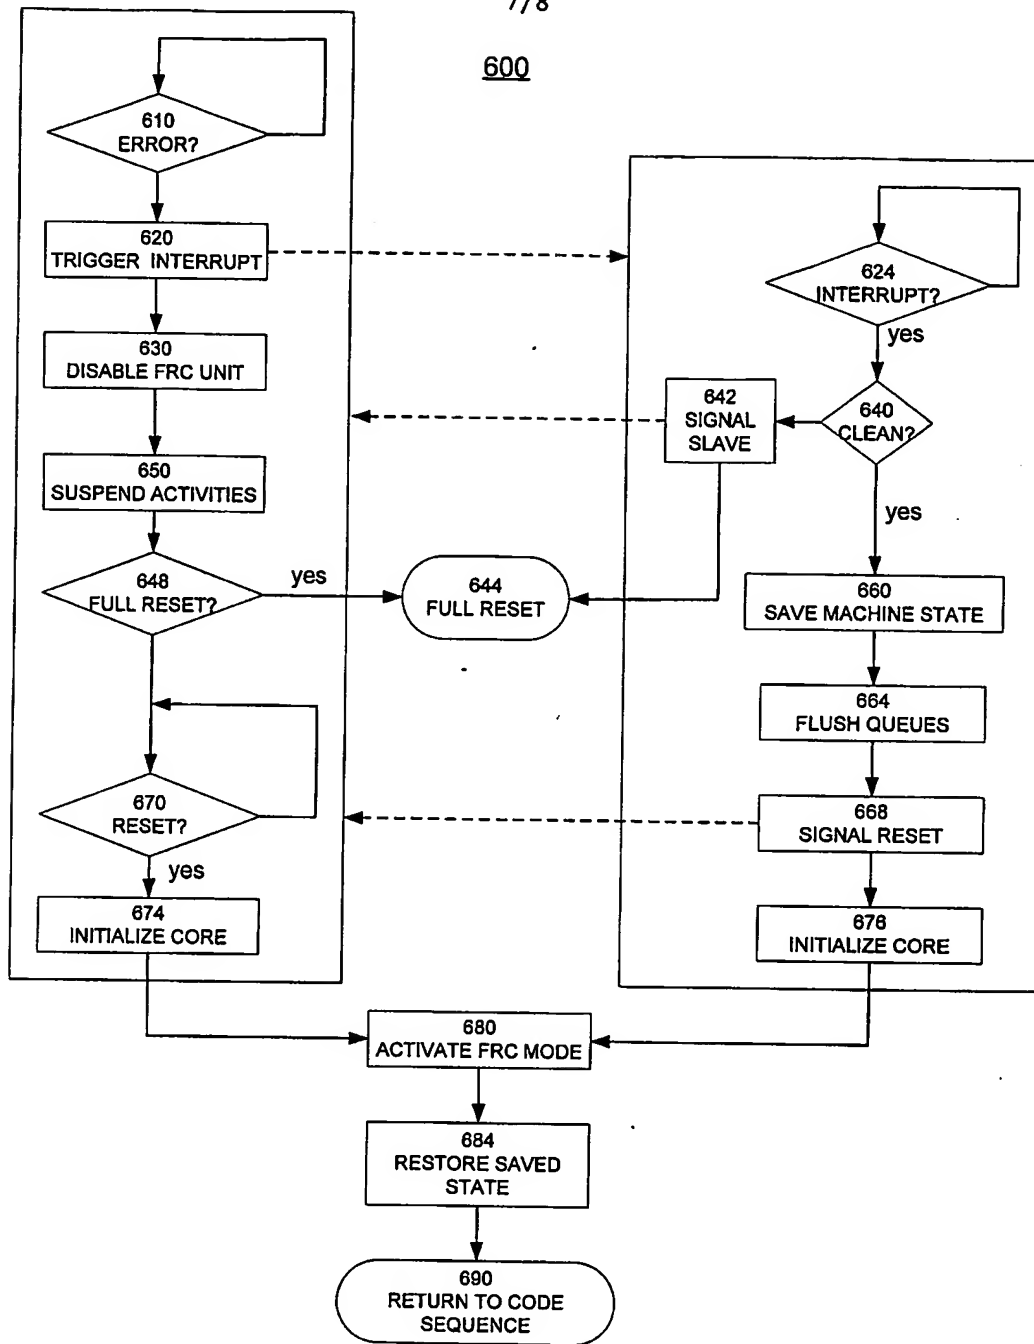 7/8
600
610
ERROR?
620
TRIGGER INTERRUPT
630
DISABLE FRC UNIT
650
SUSPEND ACTIVITIES
648
FULL RESET?
yes
644
FULL RESET
670
RESET?
yes
674
INITIALIZE CORE
624
INTERRUPT?
yes
640
CLEAN?
642
SIGNAL
SLAVE
yes
660
SAVE MACHINE STATE
664
FLUSH QUEUES
668
SIGNAL RESET
676
INITIALIZE CORE
680
ACTIVATE FRC MODE
684
RESTORE SAVED
STATE
690
RETURN TO CODE
SEQUENCE